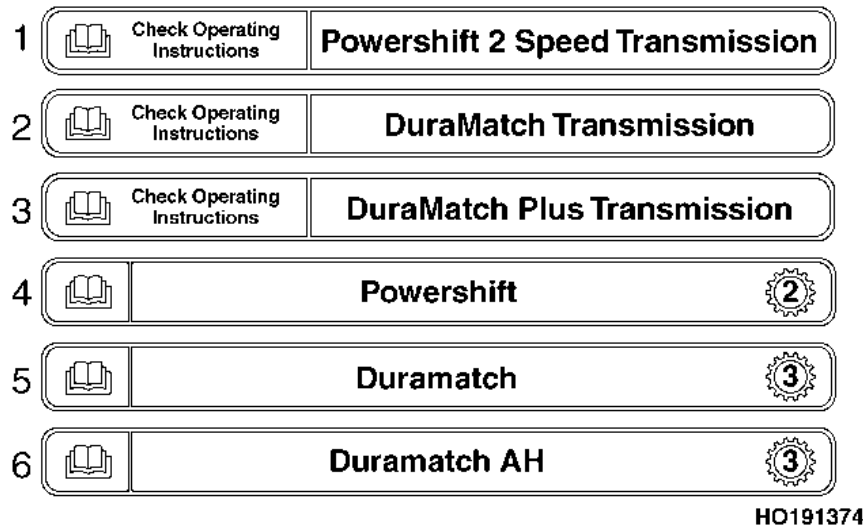 1 Check Operating Instructions Powershift 2 Speed Transmission
2 Check Operating Instructions DuraMatch Transmission
3 Check Operating Instructions DuraMatch Plus Transmission
4 Powershift 2
5 Duramatch 3
6 Duramatch AH 3
HO191374